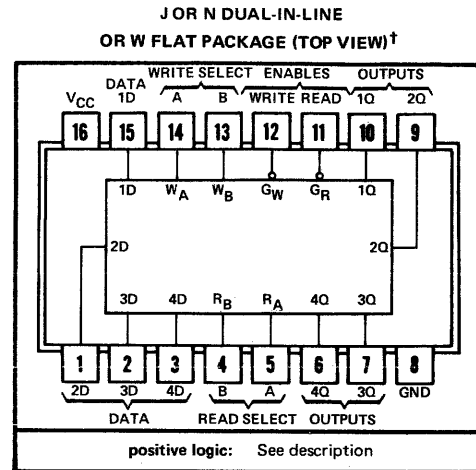 J OR N DUAL-IN-LINE
OR W FLAT PACKAGE (TOP VIEW)†
WRITE SELECT ENABLES OUTPUTS
DATA
VCC 1D A B WRITE READ 1Q 2Q
16 15 14 13 12 11 10 9
1D WA WB GW GR 1Q
2D 2Q
3D 4D RB RA 4Q 3Q
1 2 3 4 5 6 7 8
2D 3D 4D B A 4Q 3Q GND
DATA READ SELECT OUTPUTS
positive logic: See description